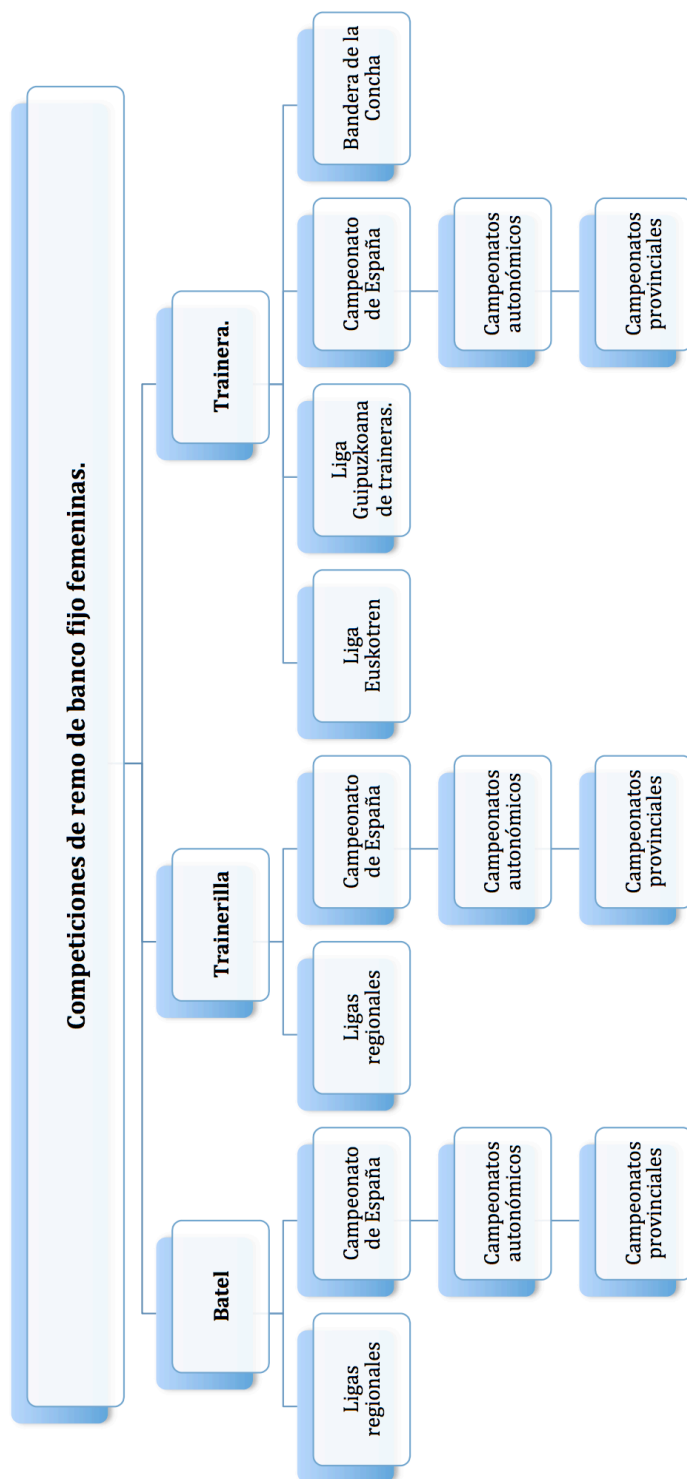 Competiciones de remo de banco fijo femeninas.
Batel
Trainerilla
Trainera.
Ligas
regionales
Campeonato
de España
Ligas
regionales
Campeonato
de España
Liga
Euskotren
Liga
Guipuzkoana
de traineras.
Campeonato
de España
Bandera de la
Concha
Campeonatos
autonómicos
Campeonatos
autonómicos
Campeonatos
autonómicos
Campeonatos
provinciales
Campeonatos
provinciales
Campeonatos
provinciales